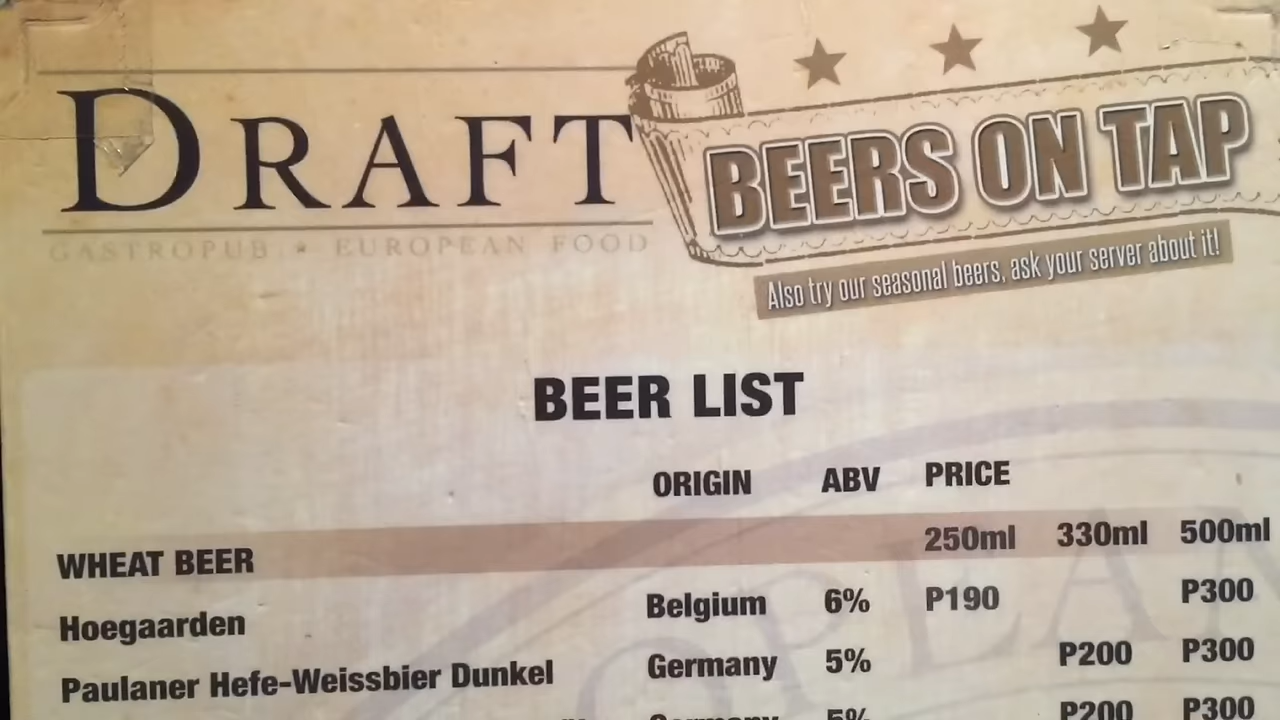 DRAFT
GASTROPUB ★ EUROPEAN FOOD
BEERS ON TAP
Also try our seasonal beers, ask your server about it!
BEER LIST
ORIGIN ABV PRICE
WHEAT BEER 250ml 330ml 500ml
Hoegaarden Belgium 6% P190 P300
Paulaner Hefe-Weissbier Dunkel Germany 5% P200 P300
Germany 5% P200 P300